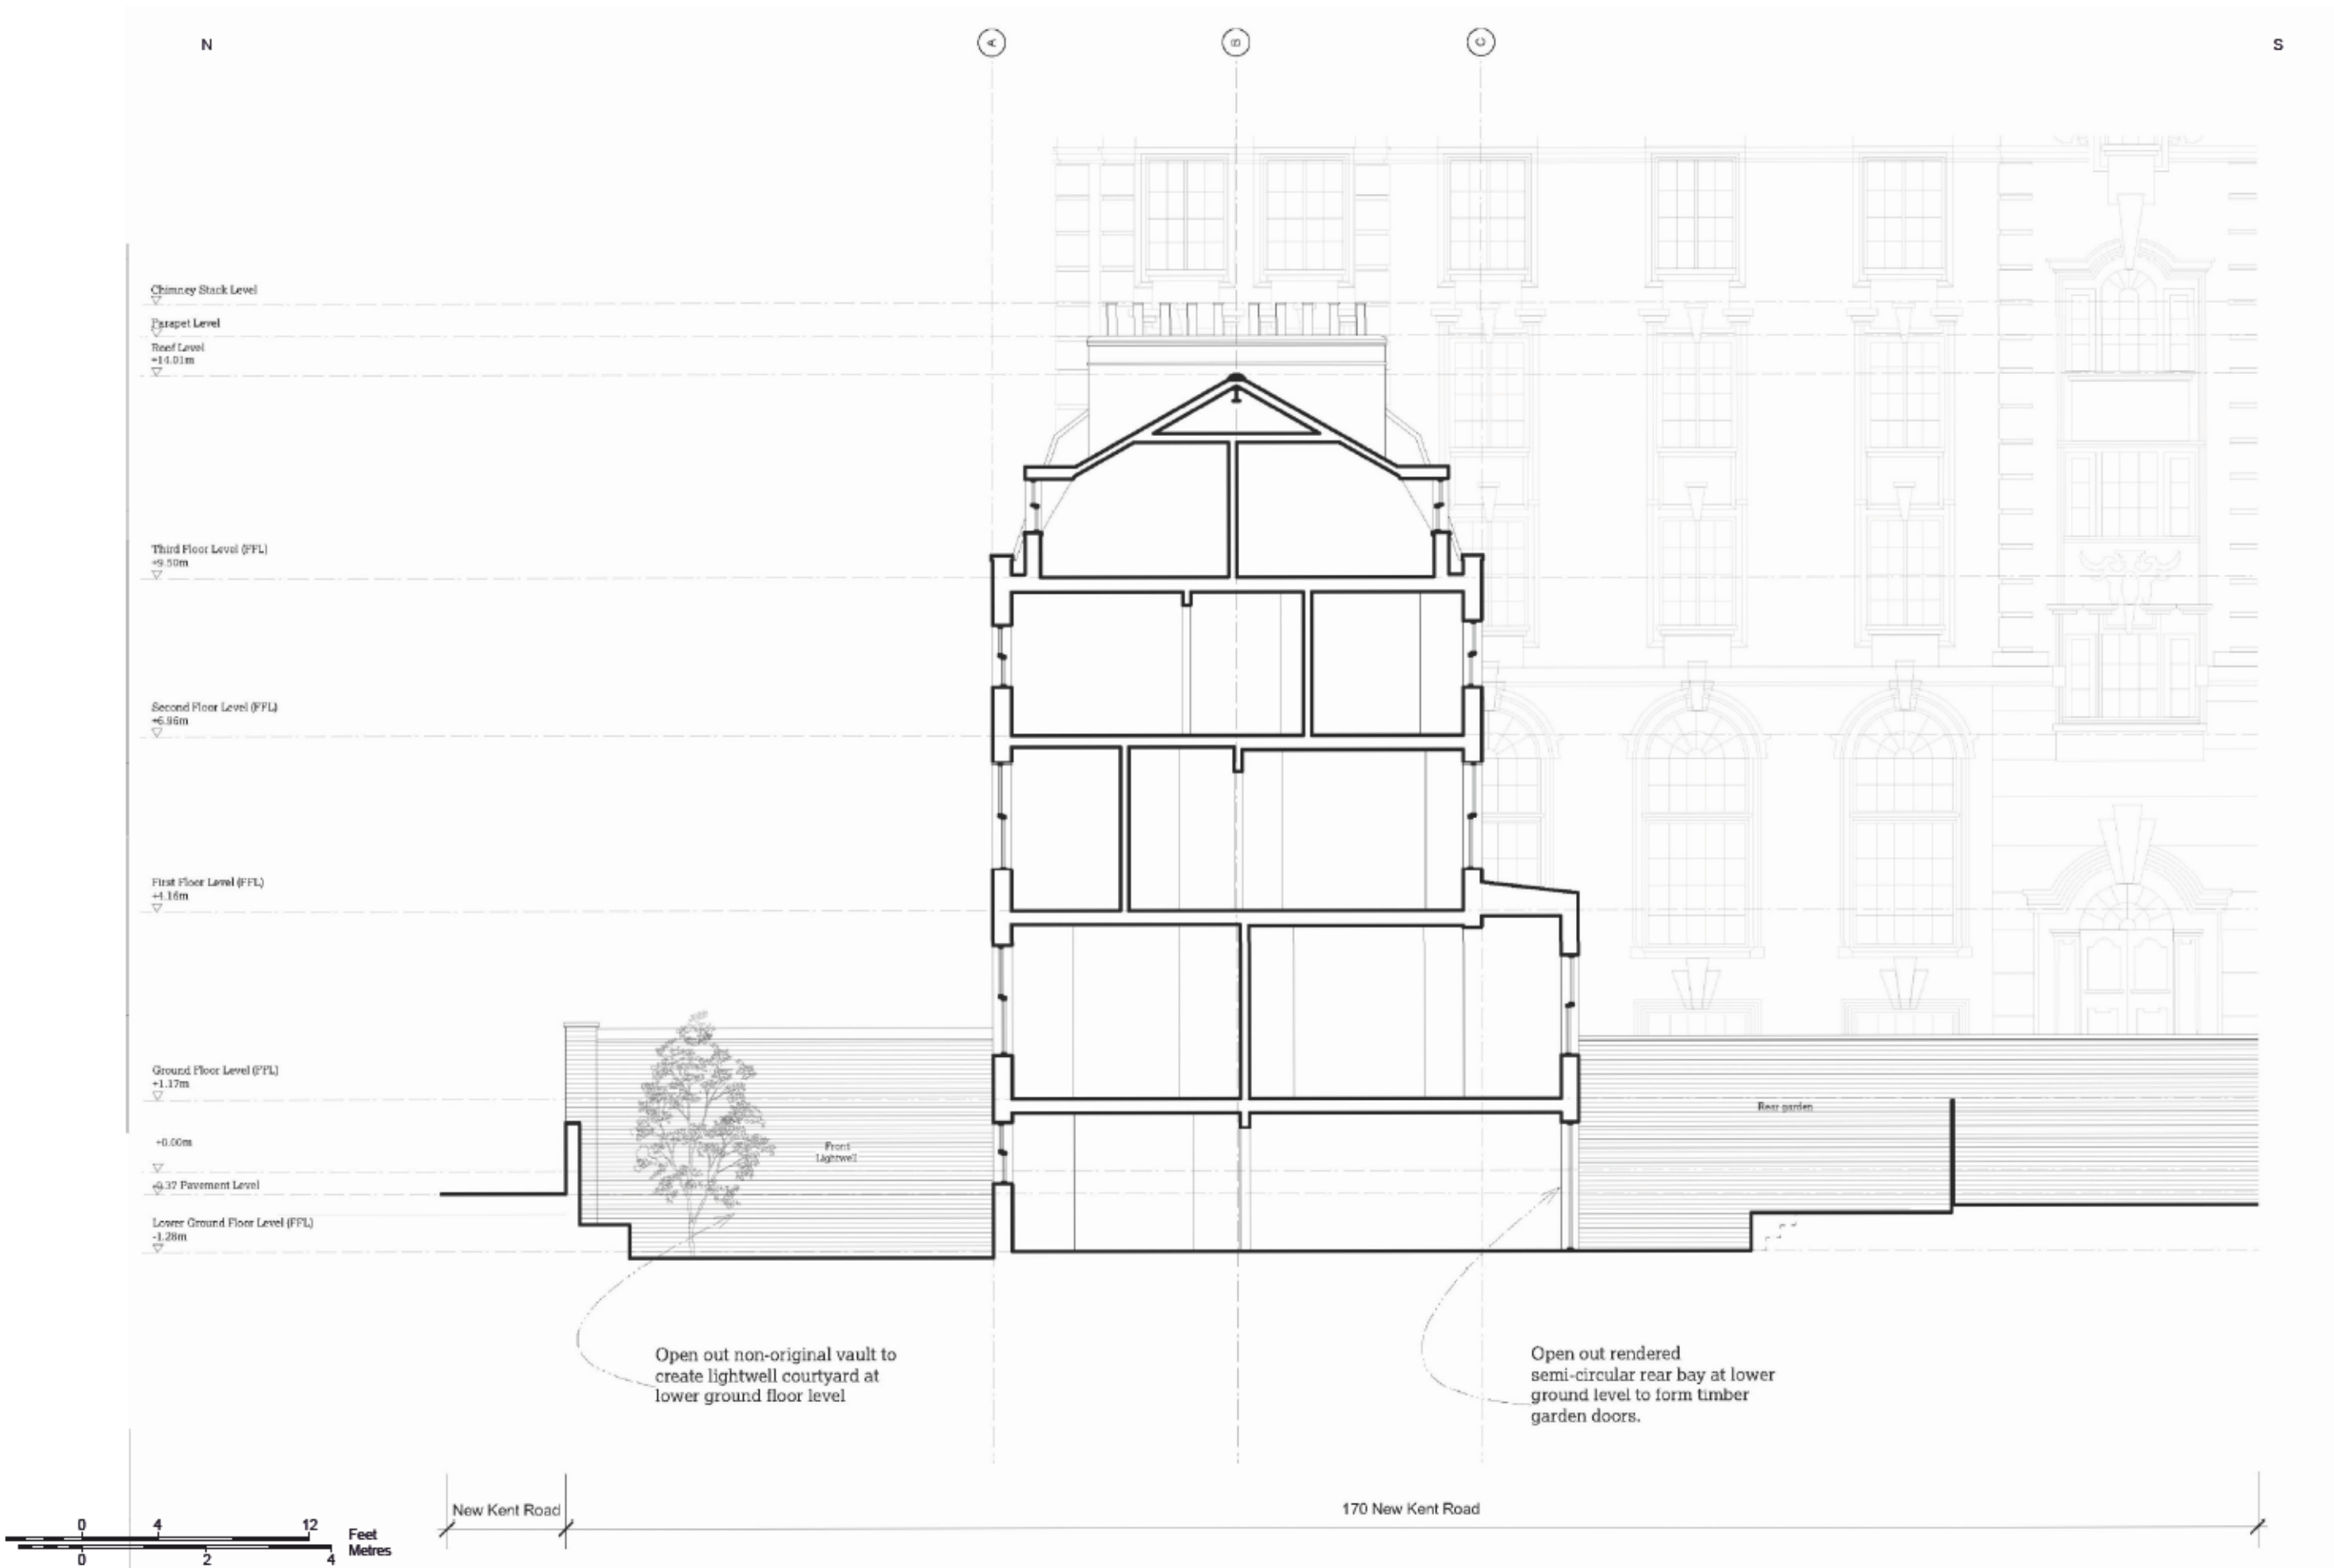 N
A
B
C
S
Chimney Stack Level
Parapet Level
Roof Level
+14.01m
Third Floor Level (FFL)
+9.50m
Second Floor Level (FFL)
+6.96m
First Floor Level (FFL)
+4.16m
Ground Floor Level (FFL)
+1.17m
+0.00m
-0.37 Pavement Level
Lower Ground Floor Level (FFL)
-1.28m
Front
Lightwell
Rear garden
Open out non-original vault to
create lightwell courtyard at
lower ground floor level
Open out rendered
semi-circular rear bay at lower
ground level to form timber
garden doors.
New Kent Road
170 New Kent Road
0 4 12 Feet
0 2 4 Metres